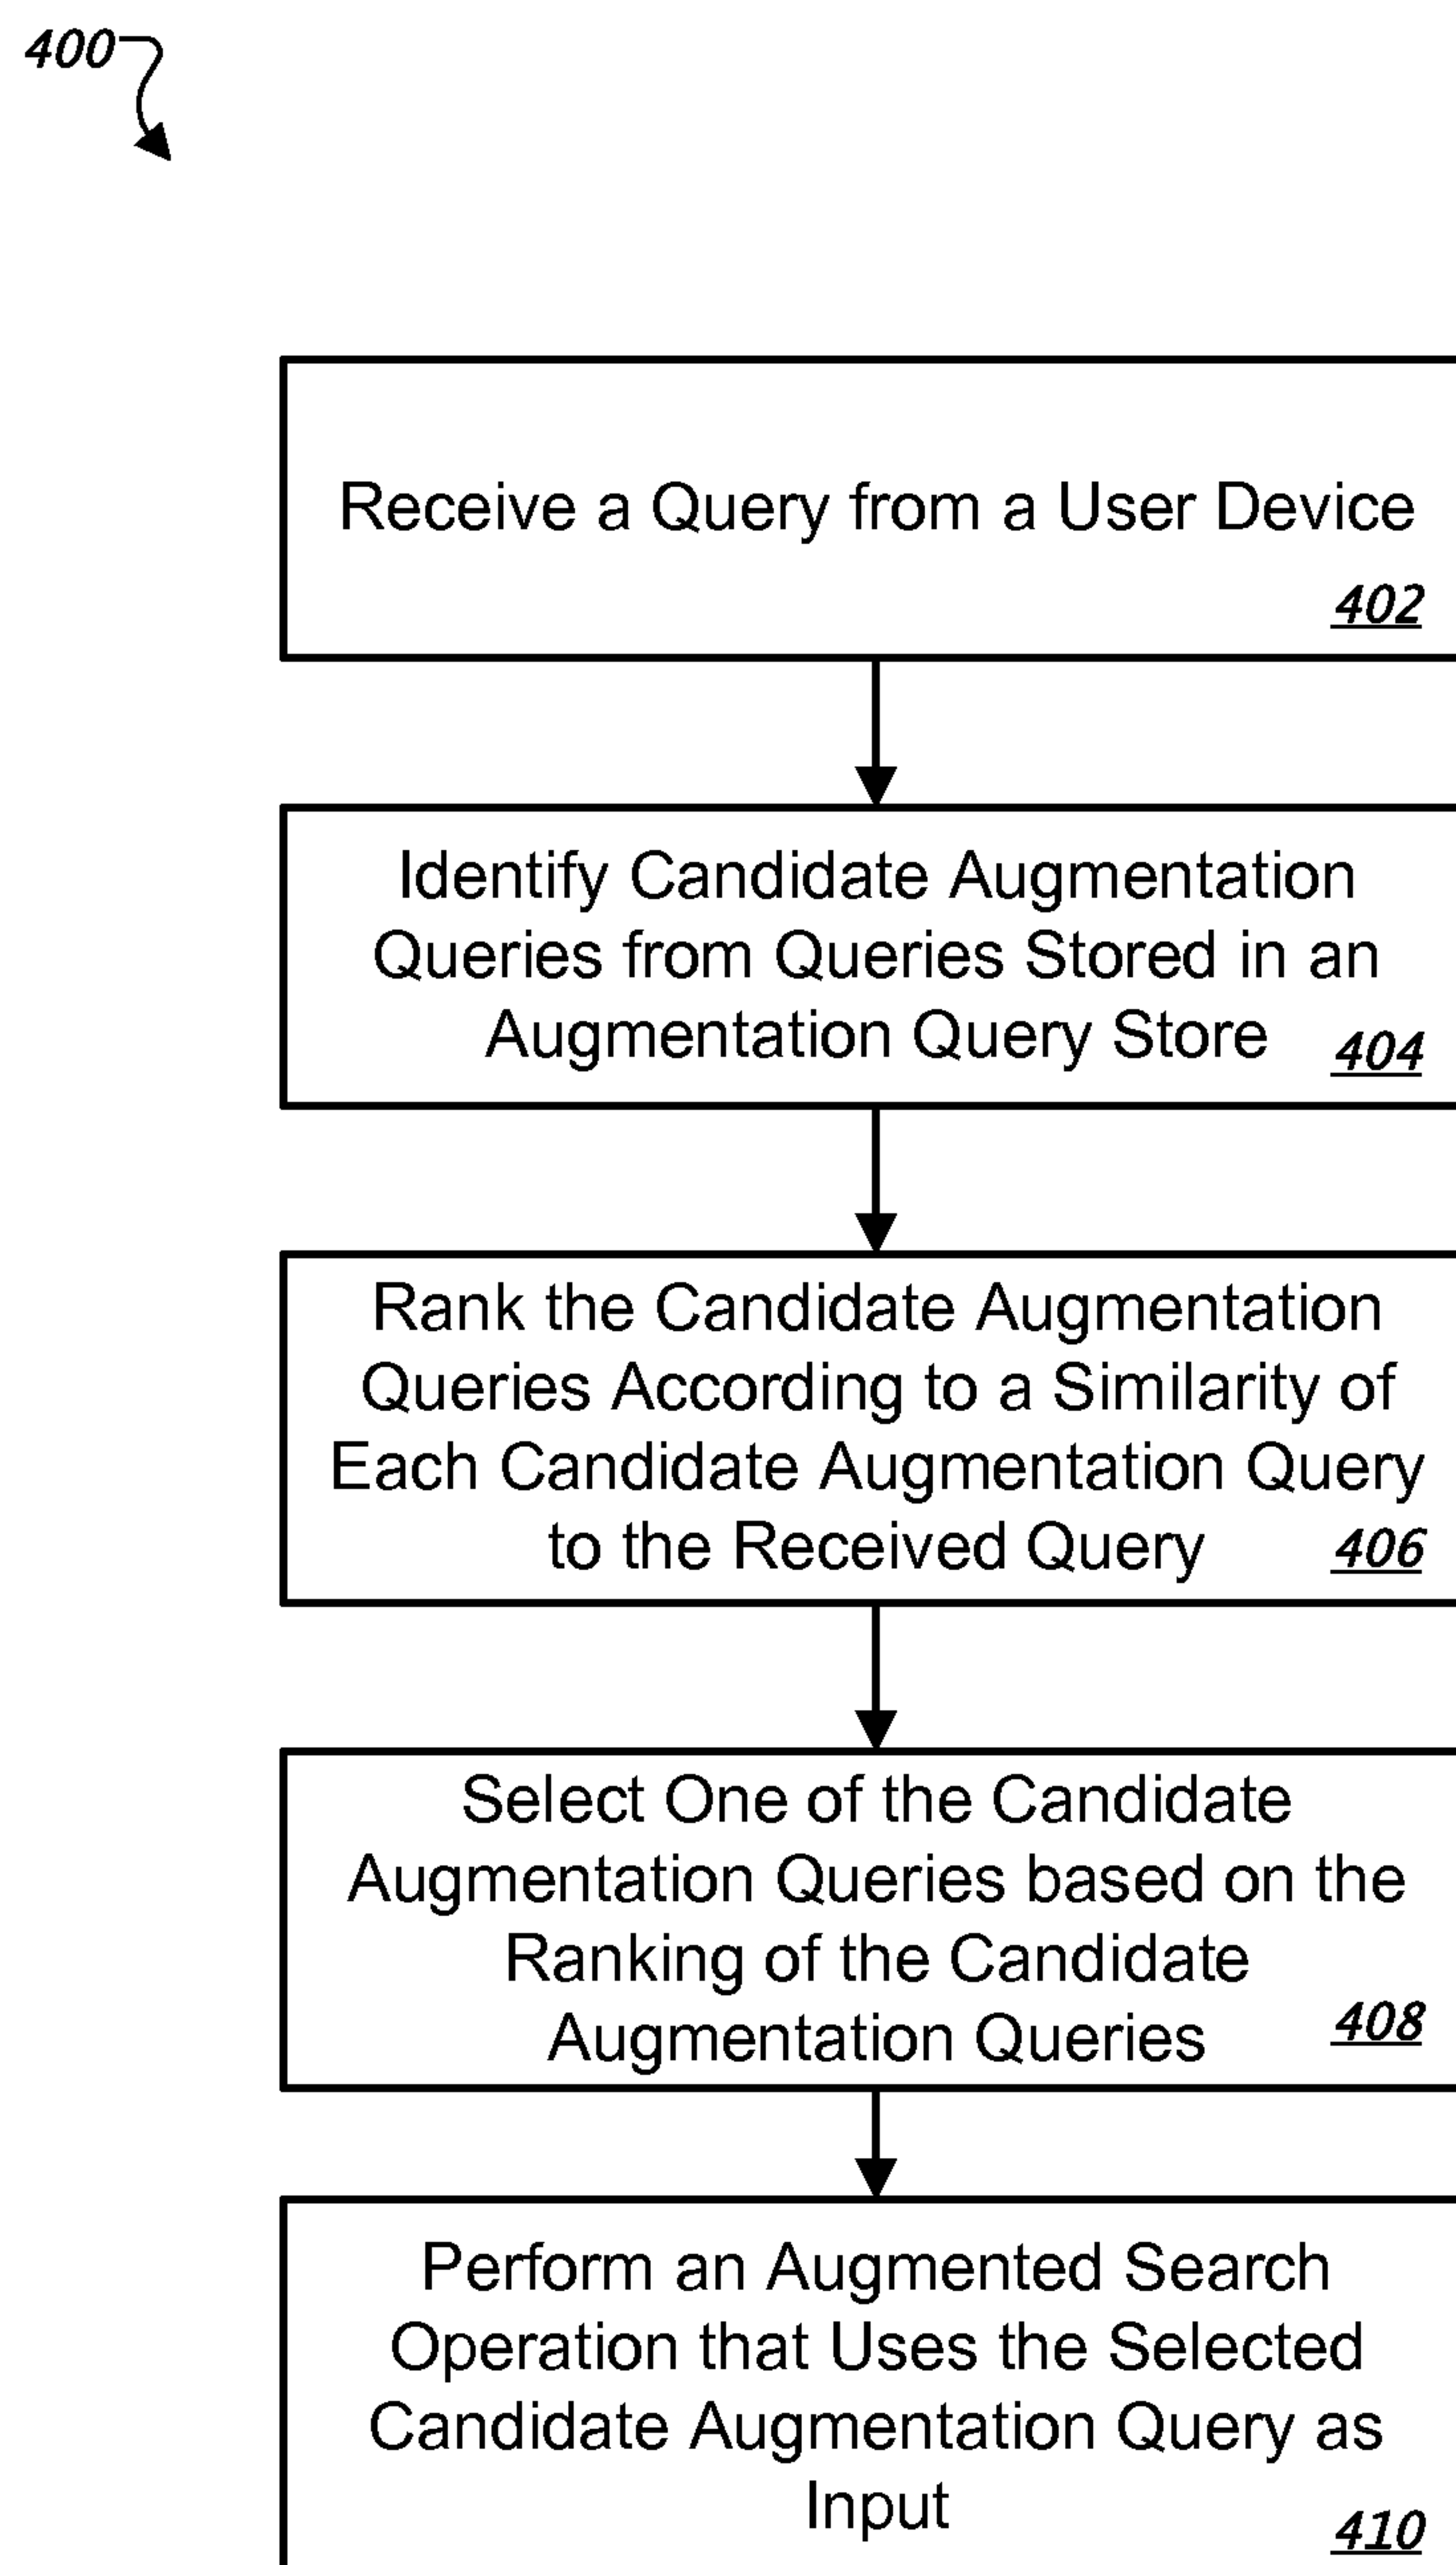 400
Receive a Query from a User Device
402
Identify Candidate Augmentation
Queries from Queries Stored in an
Augmentation Query Store
404
Rank the Candidate Augmentation
Queries According to a Similarity of
Each Candidate Augmentation Query
to the Received Query
406
Select One of the Candidate
Augmentation Queries based on the
Ranking of the Candidate
Augmentation Queries
408
Perform an Augmented Search
Operation that Uses the Selected
Candidate Augmentation Query as
Input
410